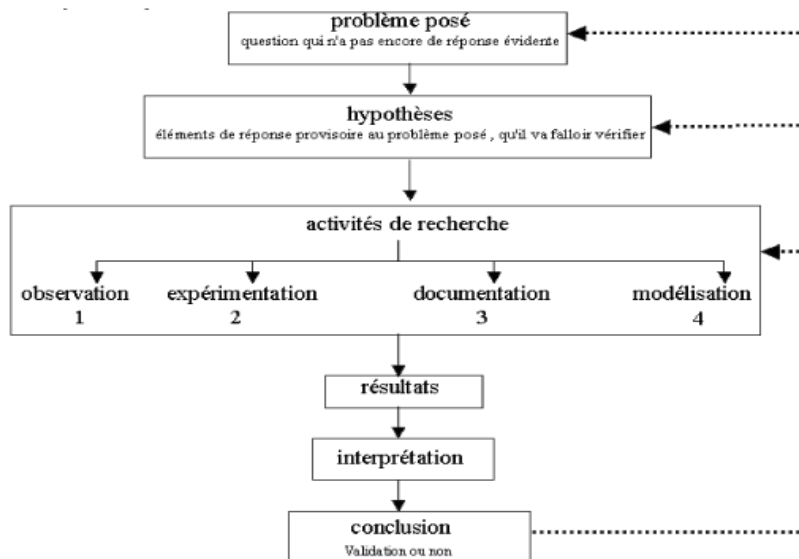 problème posé
question qui n'a pas encore de réponse évidente
hypothèses
éléments de réponse provisoire au problème posé , qu'il va falloir vérifier
activités de recherche
observation expérimentation documentation modélisation
1 2 3 4
résultats
interprétation
conclusion
Validation ou non